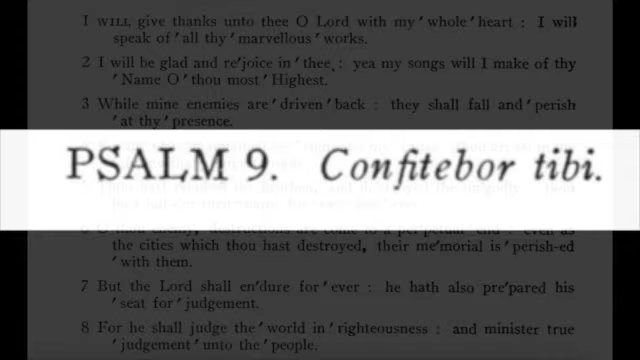 1 WILL, give thanks unto thee O Lord with my ' whole ' heart : I will
speak of ' all thy ' marvellous ' works.
2 I will be glad and re'joice in ' thee, : yea my songs will I make of thy
' Name O ' thou most ' Highest.
3 While mine enemies are ' driven ' back : they shall fall and ' perish
' at thy ' presence.
PSALM 9. Confitebor tibi.
6 O thou enemy, destructions are come to a per'petual ' end : even as
the cities which thou hast destroyed, their me'morial is ' perish-ed
' with them.
7 But the Lord shall en'dure for ' ever : he hath also pre'pared his
' seat for ' judgement.
8 For he shall judge the ' world in ' righteousness : and minister true
' judgement ' unto the ' people.